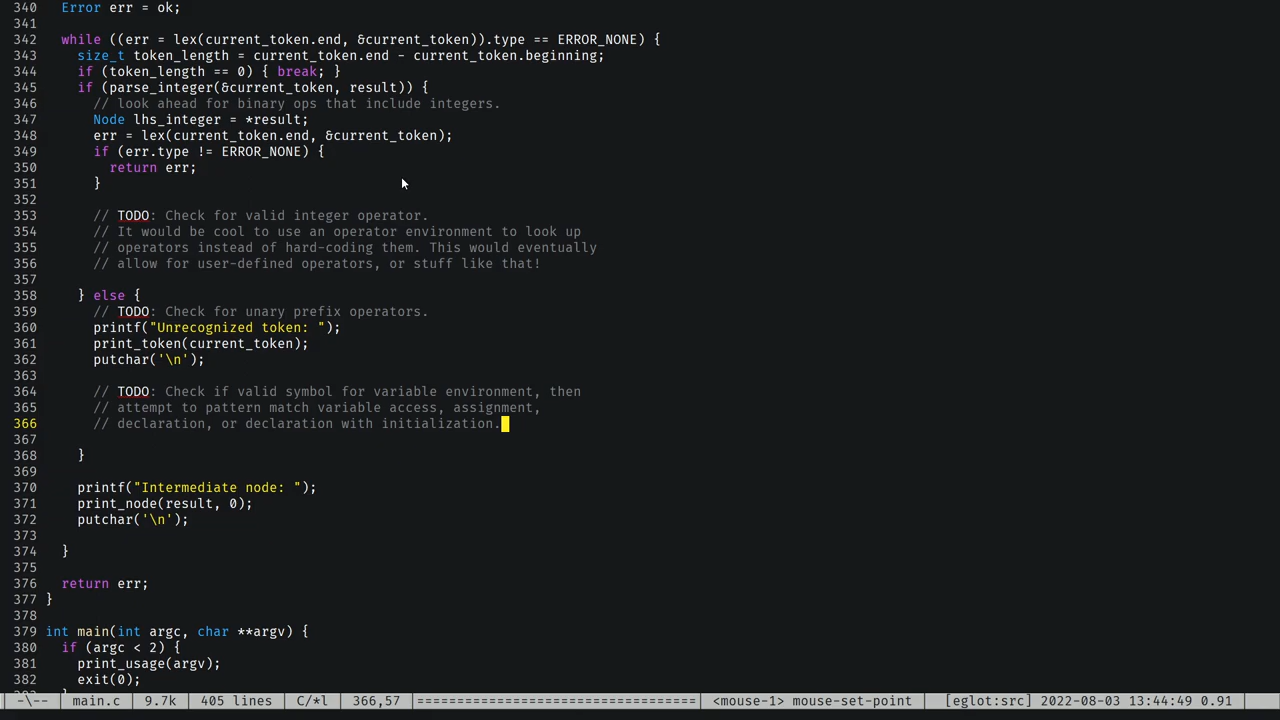 340   Error err = ok;
341
342   while ((err = lex(current_token.end, &current_token)).type == ERROR_NONE) {
343     size_t token_length = current_token.end - current_token.beginning;
344     if (token_length == 0) { break; }
345     if (parse_integer(&current_token, result)) {
346       // look ahead for binary ops that include integers.
347       Node lhs_integer = *result;
348       err = lex(current_token.end, &current_token);
349       if (err.type != ERROR_NONE) {
350         return err;
351       }
352
353       // TODO: Check for valid integer operator.
354       // It would be cool to use an operator environment to look up
355       // operators instead of hard-coding them. This would eventually
356       // allow for user-defined operators, or stuff like that!
357
358     } else {
359       // TODO: Check for unary prefix operators.
360       printf("Unrecognized token: ");
361       print_token(current_token);
362       putchar('\n');
363
364       // TODO: Check if valid symbol for variable environment, then
365       // attempt to pattern match variable access, assignment,
366       // declaration, or declaration with initialization.
367
368     }
369
370     printf("Intermediate node: ");
371     print_node(result, 0);
372     putchar('\n');
373
374   }
375
376   return err;
377 }
378
379 int main(int argc, char **argv) {
380   if (argc < 2) {
381     print_usage(argv);
382     exit(0);
-\-- main.c 9.7k 405 lines C/*l 366,57 =================================== <mouse-1> mouse-set-point [eglot:src] 2022-08-03 13:44:49 0.91